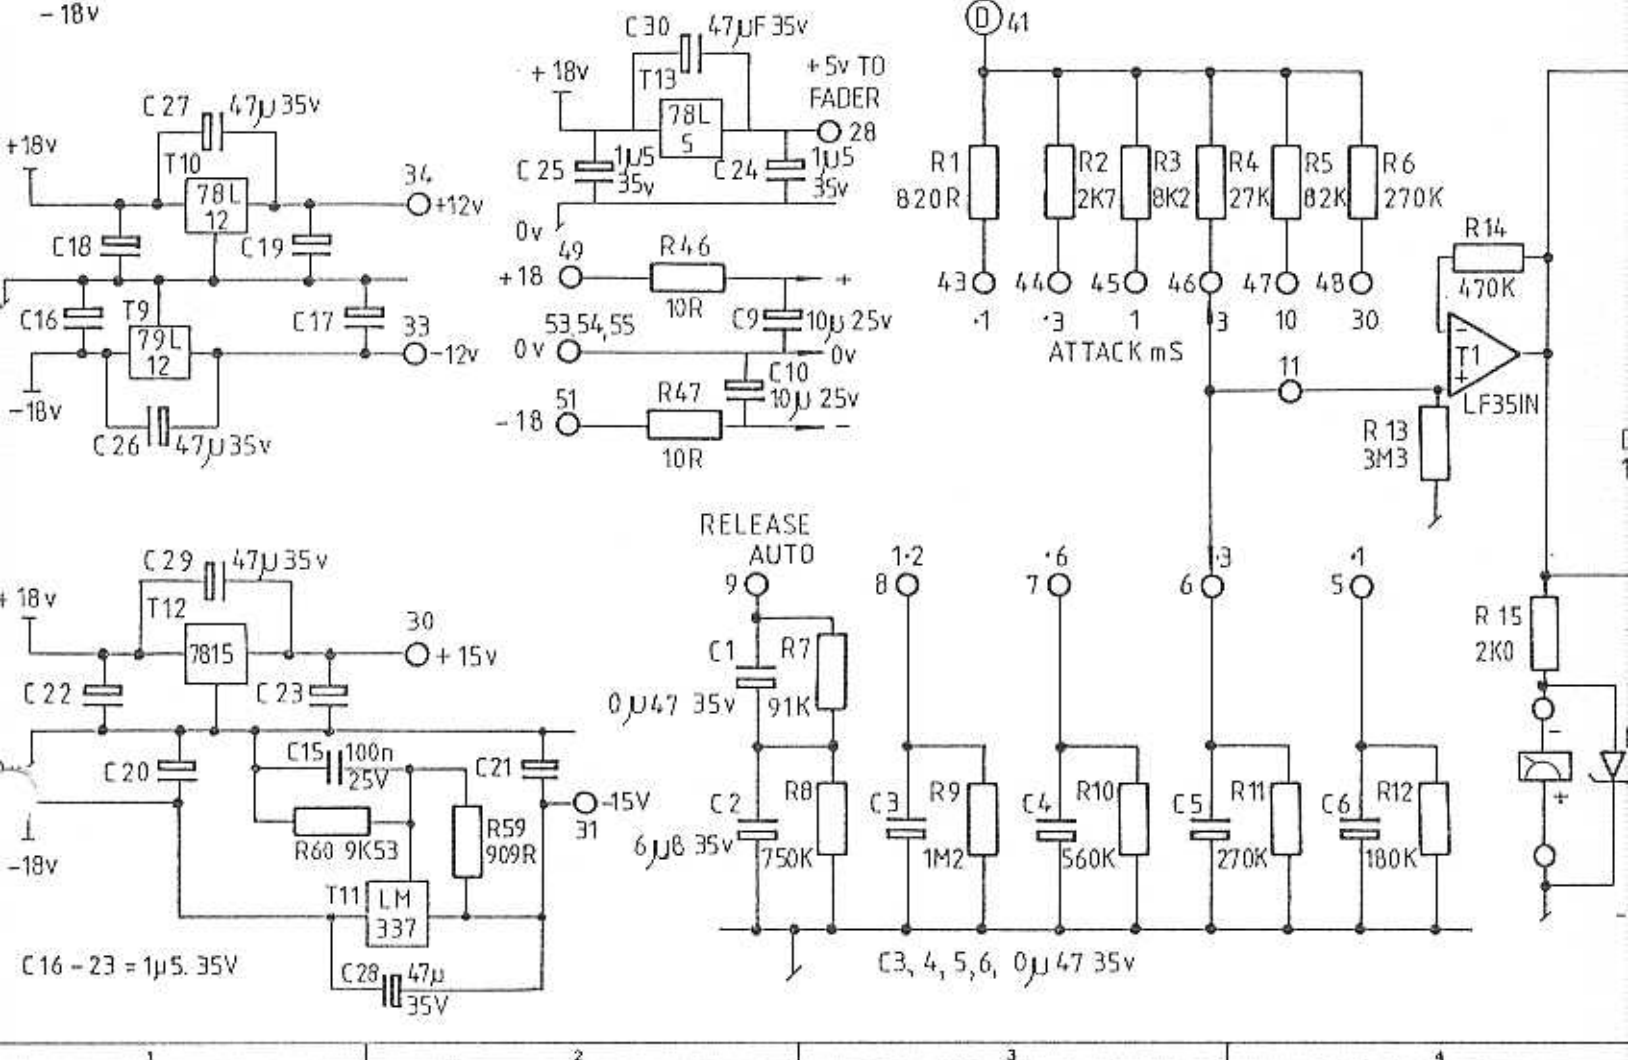 -18v
C27 47µ 35v
+18v
T10
78L
12
34
+12v
C18
C19
C16
T9
79L
12
C17
33
-12v
-18v
C26 47µ 35v
C30 47µF 35v
+18v
T13
78L
5
+5v TO
FADER
28
C25 1µ5
35v
C24 1µ5
35v
0v
49
+18
R46
10R
+
C9 10µ 25v
53,54,55
0v
0v
C10
10µ 25v
51
-18
R47
10R
-
D 41
R1
820R
R2
2K7
R3
8K2
R4
27K
R5
82K
R6
270K
43 44 45 46 47 48
·1 ·3 1 3 10 30
ATTACK mS
11
R14
470K
-
T1
+
LF351N
R13
3M3
C29 47µ 35v
+18v
T12
7815
30
+15v
C22
C23
C20
C15 100n
25V
C21
R60 9K53
R59
909R
-15V
31
-18v
T11
LM
337
C28 47µ
35V
C16-23 = 1µ5. 35V
RELEASE
AUTO
9
1·2
8
·6
7
·3
6
·1
5
C1
0µ47 35v
R7
91K
C2
6µ8 35v
R8
750K
C3
R9
1M2
C4
R10
560K
C5
R11
270K
C6
R12
180K
C3, 4, 5, 6, 0µ47 35v
R15
2K0
-
+
1 2 3 4